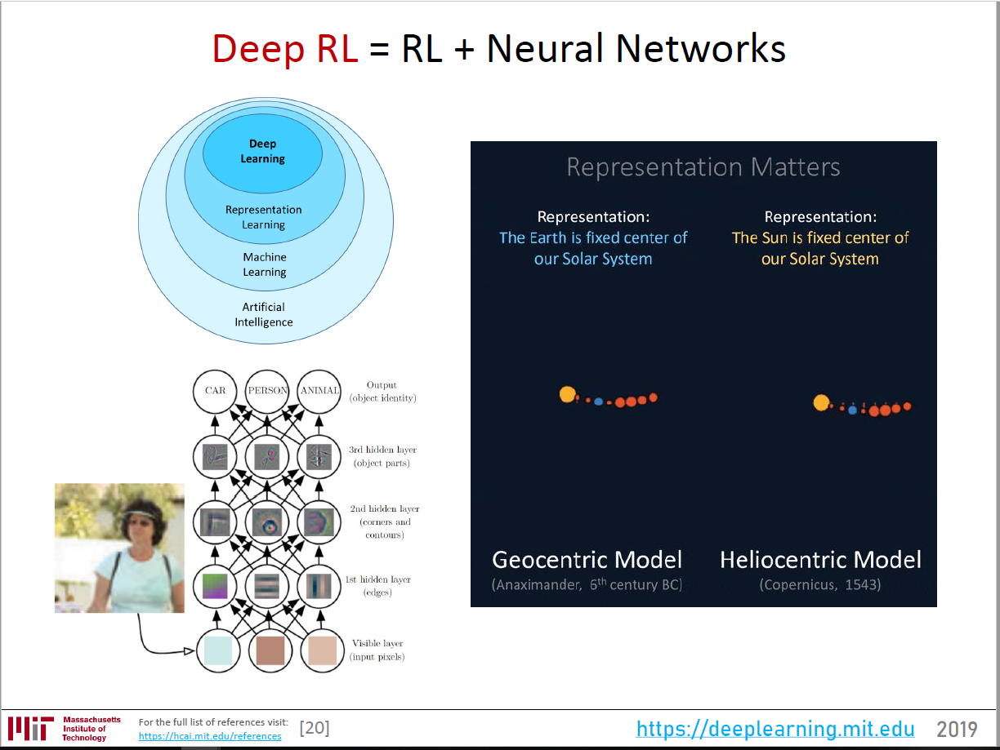 Deep RL = RL + Neural Networks
Deep
Learning
Representation
Learning
Machine
Learning
Artificial
Intelligence
CAR
PERSON
ANIMAL
Output
(object identity)
3rd hidden layer
(object parts)
2nd hidden layer
(corners and
contours)
1st hidden layer
(edges)
Visible layer
(input pixels)
Representation Matters
Representation:
The Earth is fixed center of
our Solar System
Representation:
The Sun is fixed center of
our Solar System
Geocentric Model
(Anaximander, 6th century BC)
Heliocentric Model
(Copernicus, 1543)
MIT
Massachusetts
Institute of
Technology
For the full list of references visit:
https://hcai.mit.edu/references
[20]
https://deeplearning.mit.edu
2019